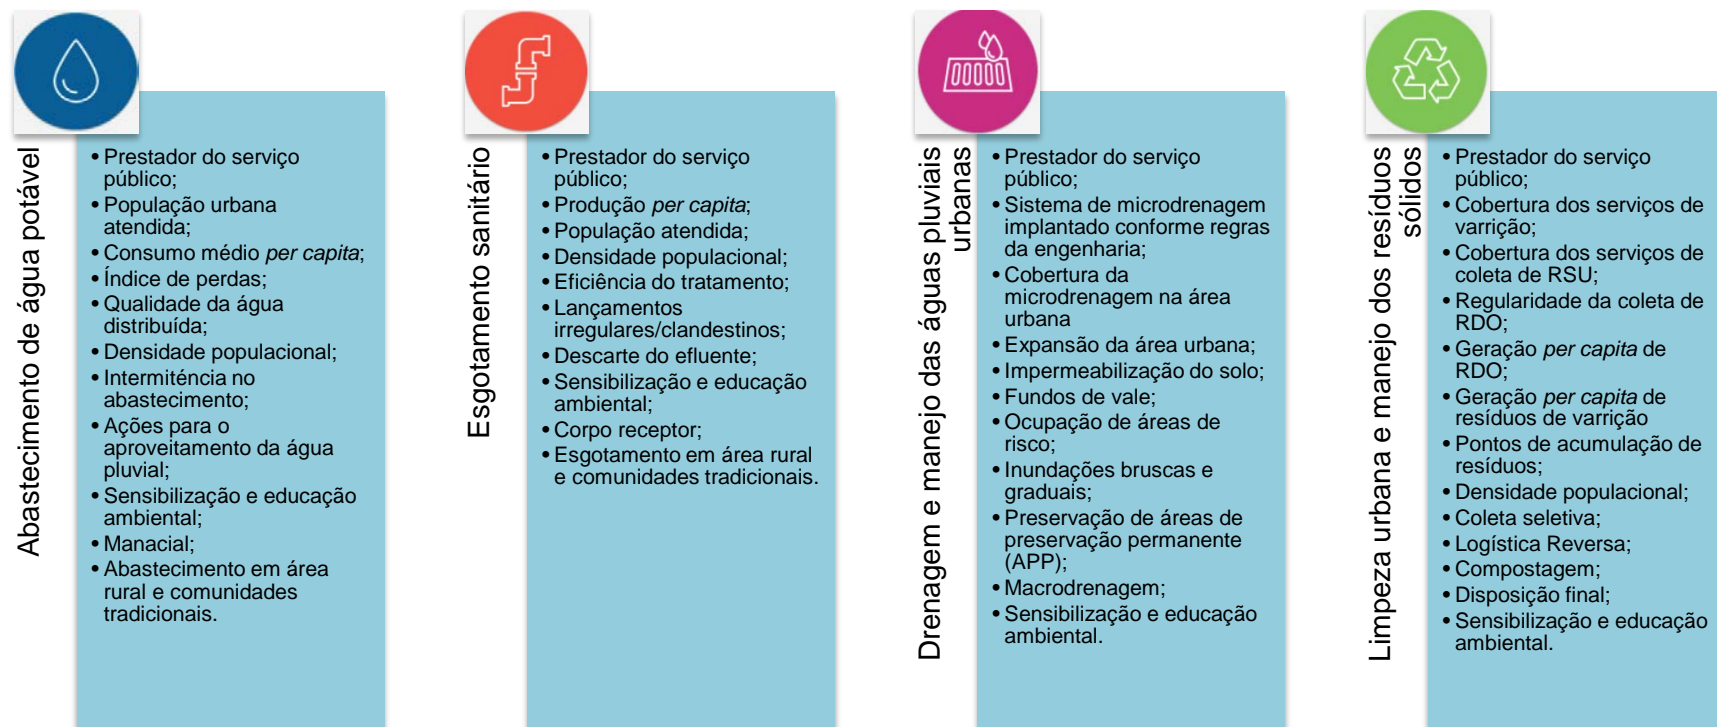 Abastecimento de água potável
• Prestador do serviço
público;
• População urbana
atendida;
• Consumo médio per capita;
• Índice de perdas;
• Qualidade da água
distribuída;
• Densidade populacional;
• Intermiténcia no
abastecimento;
• Ações para o
aproveitamento da água
pluvial;
• Sensibilização e educação
ambiental;
• Manacial;
• Abastecimento em área
rural e comunidades
tradicionais.
Esgotamento sanitário
• Prestador do serviço
público;
• Produção per capita;
• População atendida;
• Densidade populacional;
• Eficiência do tratamento;
• Lançamentos
irregulares/clandestinos;
• Descarte do efluente;
• Sensibilização e educação
ambiental;
• Corpo receptor;
• Esgotamento em área rural
e comunidades tradicionais.
Drenagem e manejo das águas pluviais
urbanas
• Prestador do serviço
público;
• Sistema de microdrenagem
implantado conforme regras
da engenharia;
• Cobertura da
microdrenagem na área
urbana
• Expansão da área urbana;
• Impermeabilização do solo;
• Fundos de vale;
• Ocupação de áreas de
risco;
• Inundações bruscas e
graduais;
• Preservação de áreas de
preservação permanente
(APP);
• Macrodrenagem;
• Sensibilização e educação
ambiental.
Limpeza urbana e manejo dos resíduos
sólidos
• Prestador do serviço
público;
• Cobertura dos serviços de
varrição;
• Cobertura dos serviços de
coleta de RSU;
• Regularidade da coleta de
RDO;
• Geração per capita de
RDO;
• Geração per capita de
resíduos de varrição
• Pontos de acumulação de
resíduos;
• Densidade populacional;
• Coleta seletiva;
• Logística Reversa;
• Compostagem;
• Disposição final;
• Sensibilização e educação
ambiental.